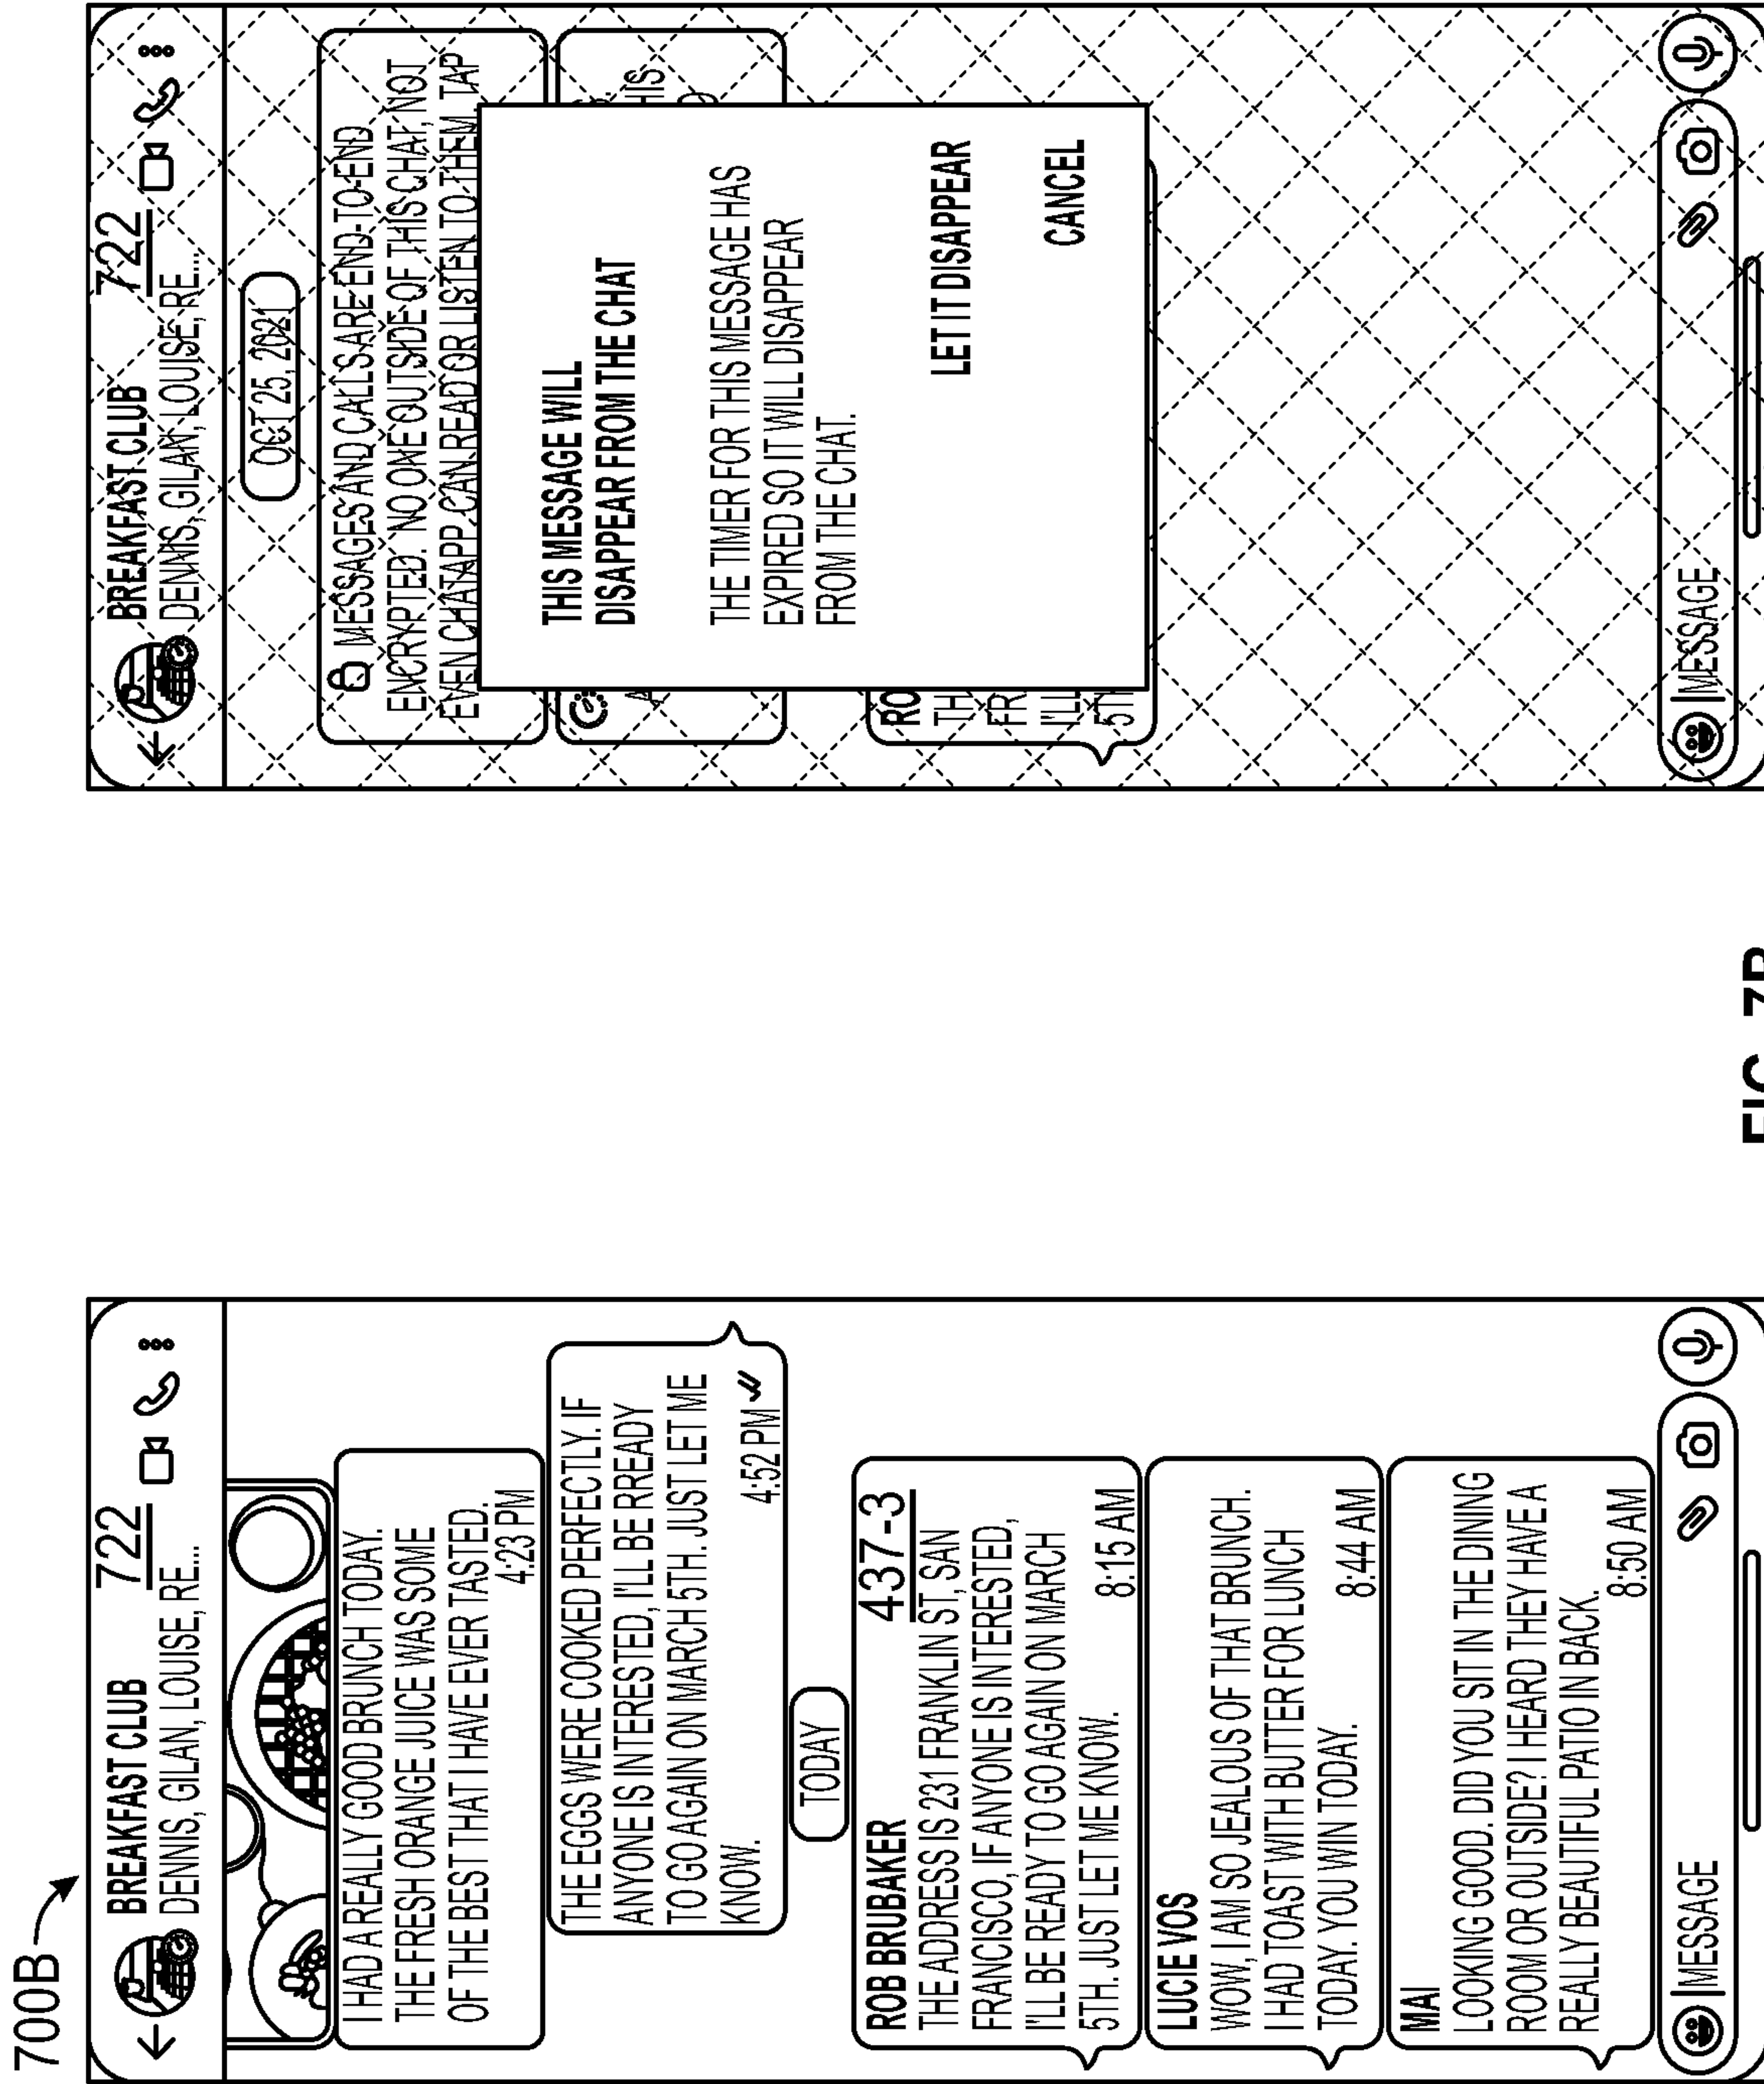 700B
BREAKFAST CLUB
722
DENNIS, GILAN, LOUISE, RE...
I HAD A REALLY GOOD BRUNCH TODAY.
THE FRESH ORANGE JUICE WAS SOME
OF THE BEST THAT I HAVE EVER TASTED.
4:23 PM
THE EGGS WERE COOKED PERFECTLY. IF
ANYONE IS INTERESTED, I'LL BE RREADY
TO GO AGAIN ON MARCH 5TH. JUST LET ME
KNOW.
4:52 PM
TODAY
ROB BRUBAKER
437-3
THE ADDRESS IS 231 FRANKLIN ST, SAN
FRANCISCO, IF ANYONE IS INTERESTED,
I'LL BE READY TO GO AGAIN ON MARCH
5TH. JUST LET ME KNOW.
8:15 AM
LUCIE VOS
WOW, I AM SO JEALOUS OF THAT BRUNCH.
I HAD TOAST WITH BUTTER FOR LUNCH
TODAY. YOU WIN TODAY.
8:44 AM
MAI
LOOKING GOOD. DID YOU SIT IN THE DINING
ROOM OR OUTSIDE? I HEARD THEY HAVE A
REALLY BEAUTIFUL PATIO IN BACK.
8:50 AM
MESSAGE
BREAKFAST CLUB
722
DENNIS, GILAN, LOUISE, RE...
OCT 25, 2021
MESSAGES AND CALLS ARE END-TO-END
ENCRYPTED. NO ONE OUTSIDE OF THIS CHAT, NOT
EVEN CHATAPP, CAN READ OR LISTEN TO THEM. TAP
HIS
A
THIS MESSAGE WILL
DISAPPEAR FROM THE CHAT
THE TIMER FOR THIS MESSAGE HAS
EXPIRED SO IT WILL DISAPPEAR
FROM THE CHAT.
LET IT DISAPPEAR
CANCEL
RO
TH
FR
I'LL
5TH
MESSAGE
FIG. 7B